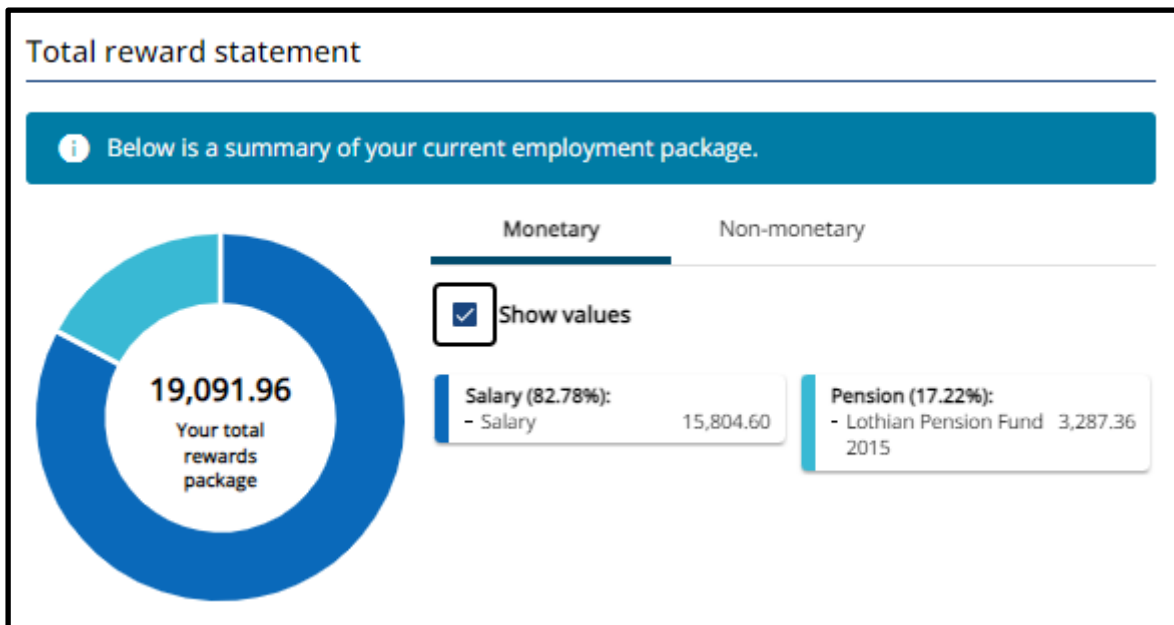 Total reward statement
Below is a summary of your current employment package.
Monetary
Non-monetary
Show values
19,091.96
Your total
rewards
package
Salary (82.78%):
- Salary 15,804.60
Pension (17.22%):
- Lothian Pension Fund 3,287.36
2015